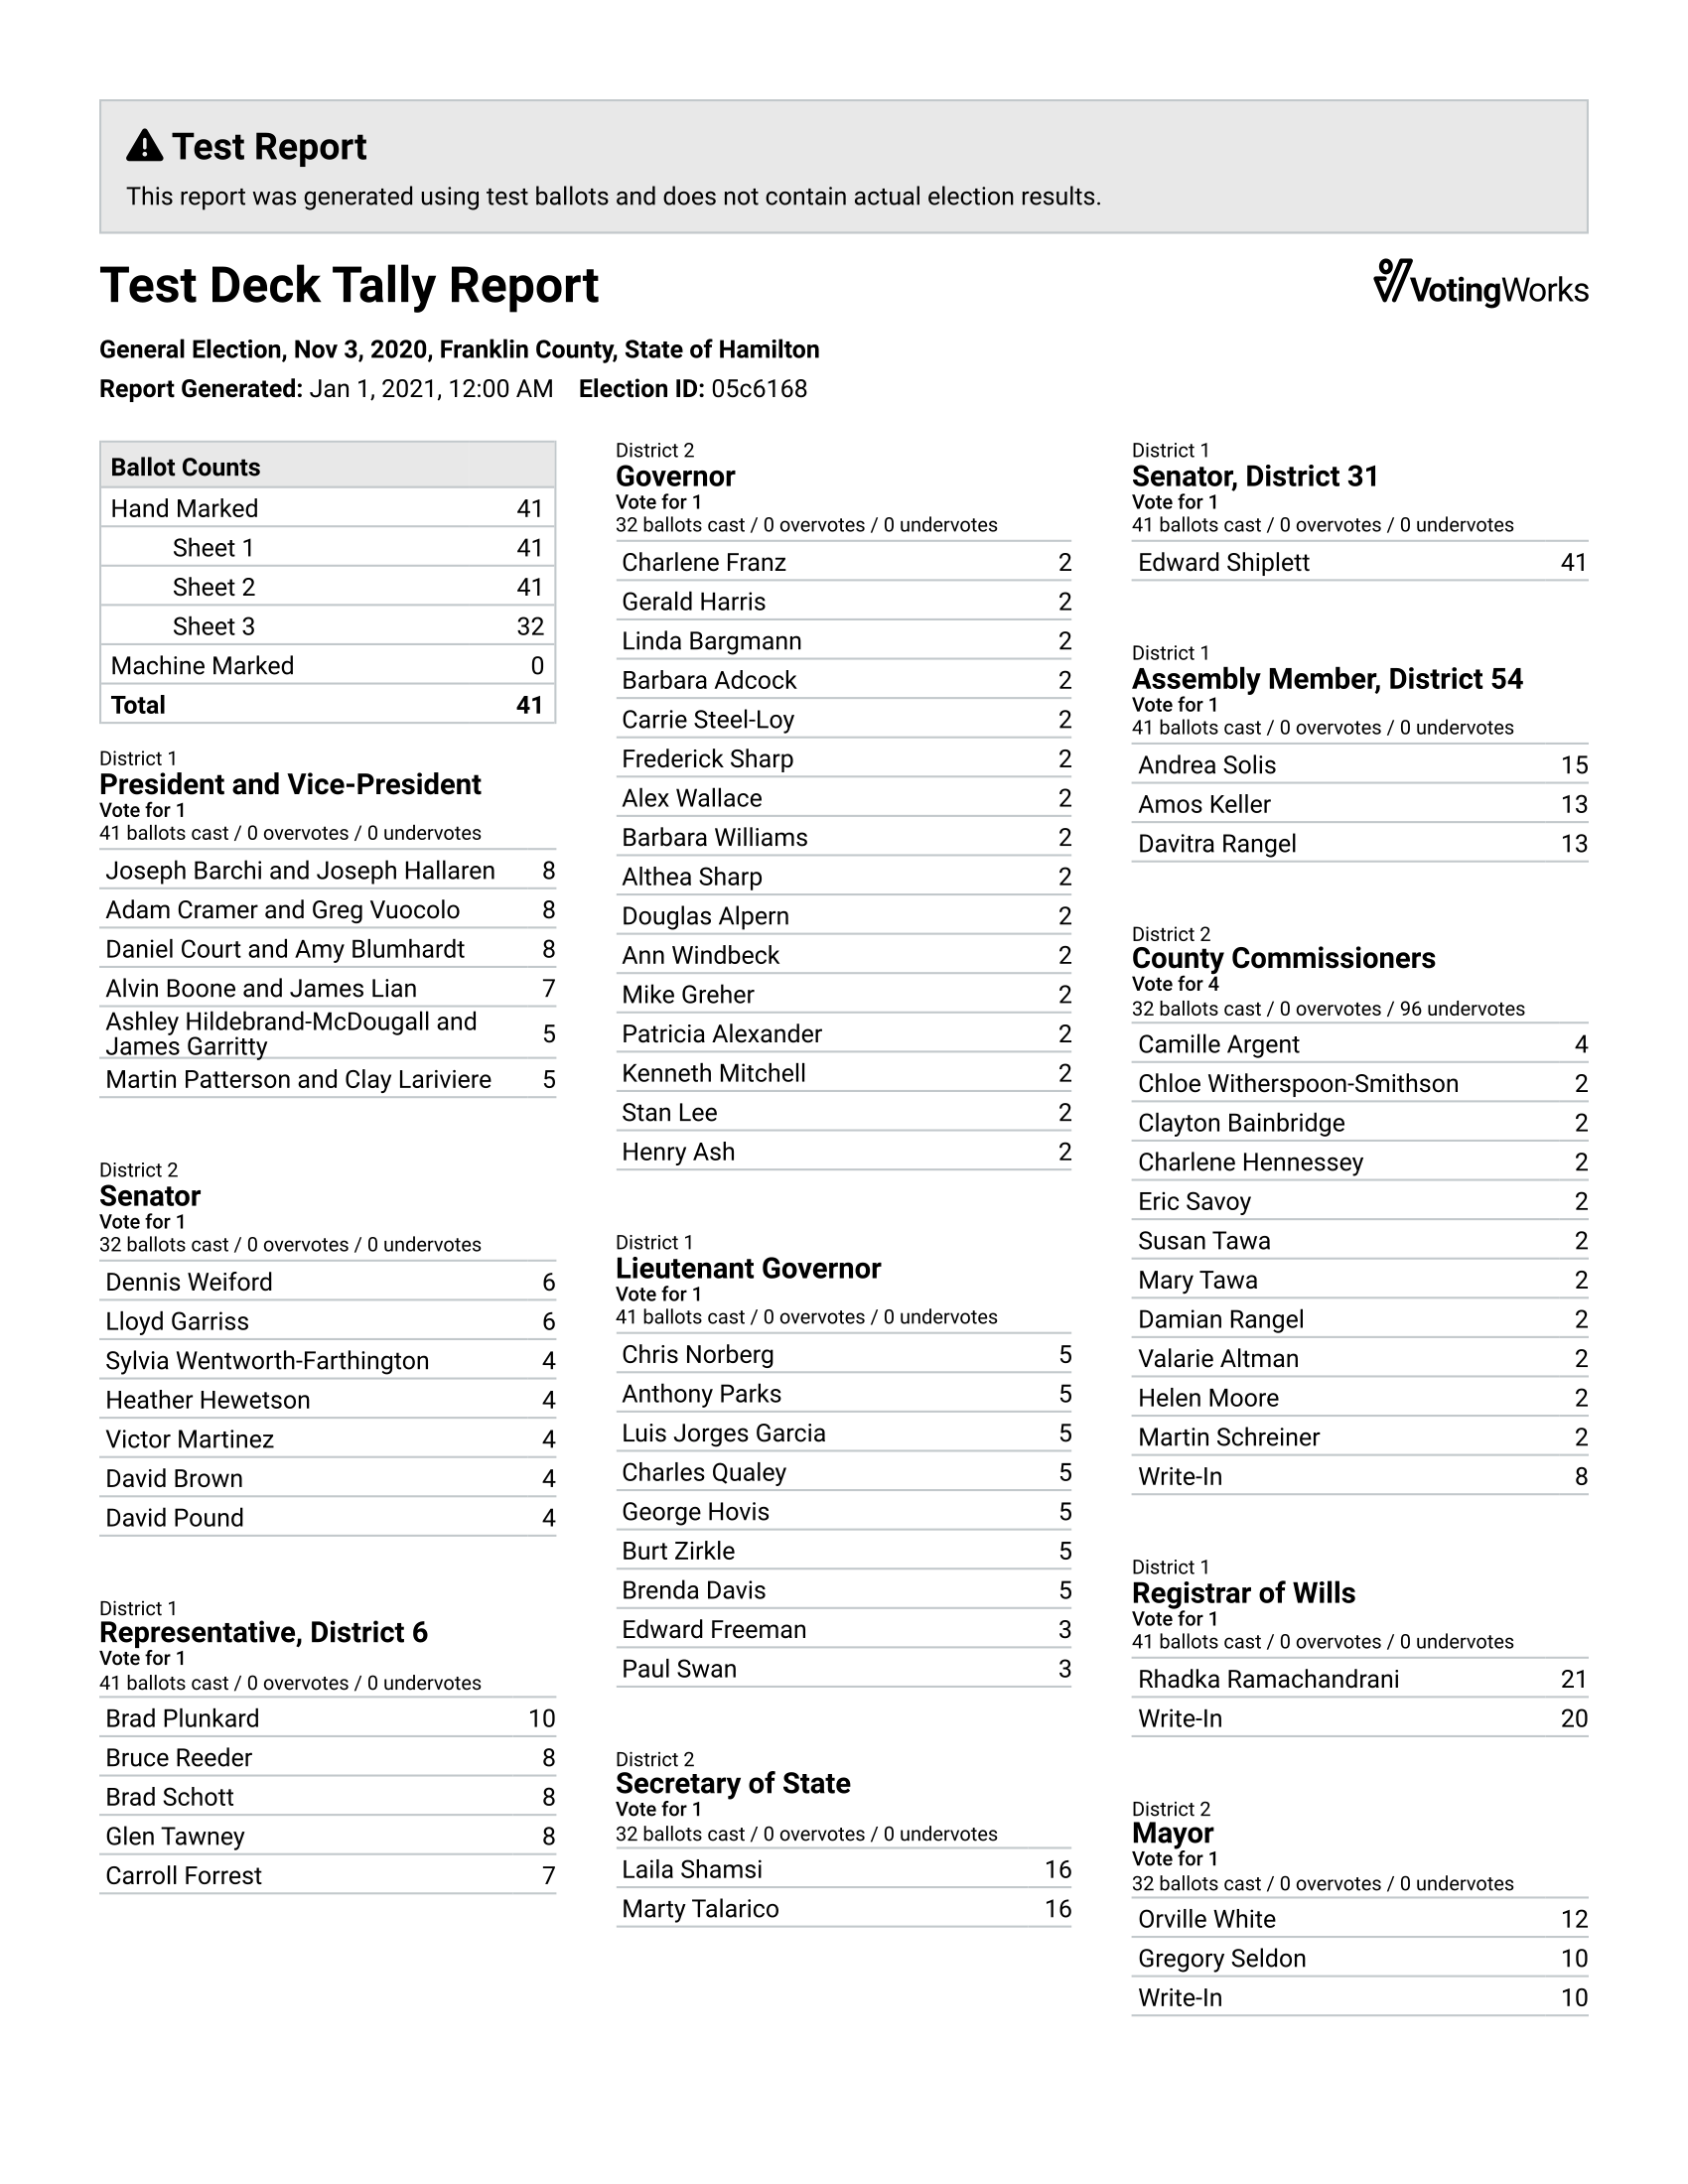 Test Report
This report was generated using test ballots and does not contain actual election results.
Test Deck Tally Report
VotingWorks
General Election, Nov 3, 2020, Franklin County, State of Hamilton
Report Generated: Jan 1, 2021, 12:00 AM Election ID: 05c6168
Ballot Counts
Hand Marked 41
Sheet 1 41
Sheet 2 41
Sheet 3 32
Machine Marked 0
Total 41
District 1
President and Vice-President
Vote for 1
41 ballots cast / 0 overvotes / 0 undervotes
Joseph Barchi and Joseph Hallaren 8
Adam Cramer and Greg Vuocolo 8
Daniel Court and Amy Blumhardt 8
Alvin Boone and James Lian 7
Ashley Hildebrand-McDougall and
James Garritty 5
Martin Patterson and Clay Lariviere 5
District 2
Senator
Vote for 1
32 ballots cast / 0 overvotes / 0 undervotes
Dennis Weiford 6
Lloyd Garriss 6
Sylvia Wentworth-Farthington 4
Heather Hewetson 4
Victor Martinez 4
David Brown 4
David Pound 4
District 1
Representative, District 6
Vote for 1
41 ballots cast / 0 overvotes / 0 undervotes
Brad Plunkard 10
Bruce Reeder 8
Brad Schott 8
Glen Tawney 8
Carroll Forrest 7
District 2
Governor
Vote for 1
32 ballots cast / 0 overvotes / 0 undervotes
Charlene Franz 2
Gerald Harris 2
Linda Bargmann 2
Barbara Adcock 2
Carrie Steel-Loy 2
Frederick Sharp 2
Alex Wallace 2
Barbara Williams 2
Althea Sharp 2
Douglas Alpern 2
Ann Windbeck 2
Mike Greher 2
Patricia Alexander 2
Kenneth Mitchell 2
Stan Lee 2
Henry Ash 2
District 1
Lieutenant Governor
Vote for 1
41 ballots cast / 0 overvotes / 0 undervotes
Chris Norberg 5
Anthony Parks 5
Luis Jorges Garcia 5
Charles Qualey 5
George Hovis 5
Burt Zirkle 5
Brenda Davis 5
Edward Freeman 3
Paul Swan 3
District 2
Secretary of State
Vote for 1
32 ballots cast / 0 overvotes / 0 undervotes
Laila Shamsi 16
Marty Talarico 16
District 1
Senator, District 31
Vote for 1
41 ballots cast / 0 overvotes / 0 undervotes
Edward Shiplett 41
District 1
Assembly Member, District 54
Vote for 1
41 ballots cast / 0 overvotes / 0 undervotes
Andrea Solis 15
Amos Keller 13
Davitra Rangel 13
District 2
County Commissioners
Vote for 4
32 ballots cast / 0 overvotes / 96 undervotes
Camille Argent 4
Chloe Witherspoon-Smithson 2
Clayton Bainbridge 2
Charlene Hennessey 2
Eric Savoy 2
Susan Tawa 2
Mary Tawa 2
Damian Rangel 2
Valarie Altman 2
Helen Moore 2
Martin Schreiner 2
Write-In 8
District 1
Registrar of Wills
Vote for 1
41 ballots cast / 0 overvotes / 0 undervotes
Rhadka Ramachandrani 21
Write-In 20
District 2
Mayor
Vote for 1
32 ballots cast / 0 overvotes / 0 undervotes
Orville White 12
Gregory Seldon 10
Write-In 10